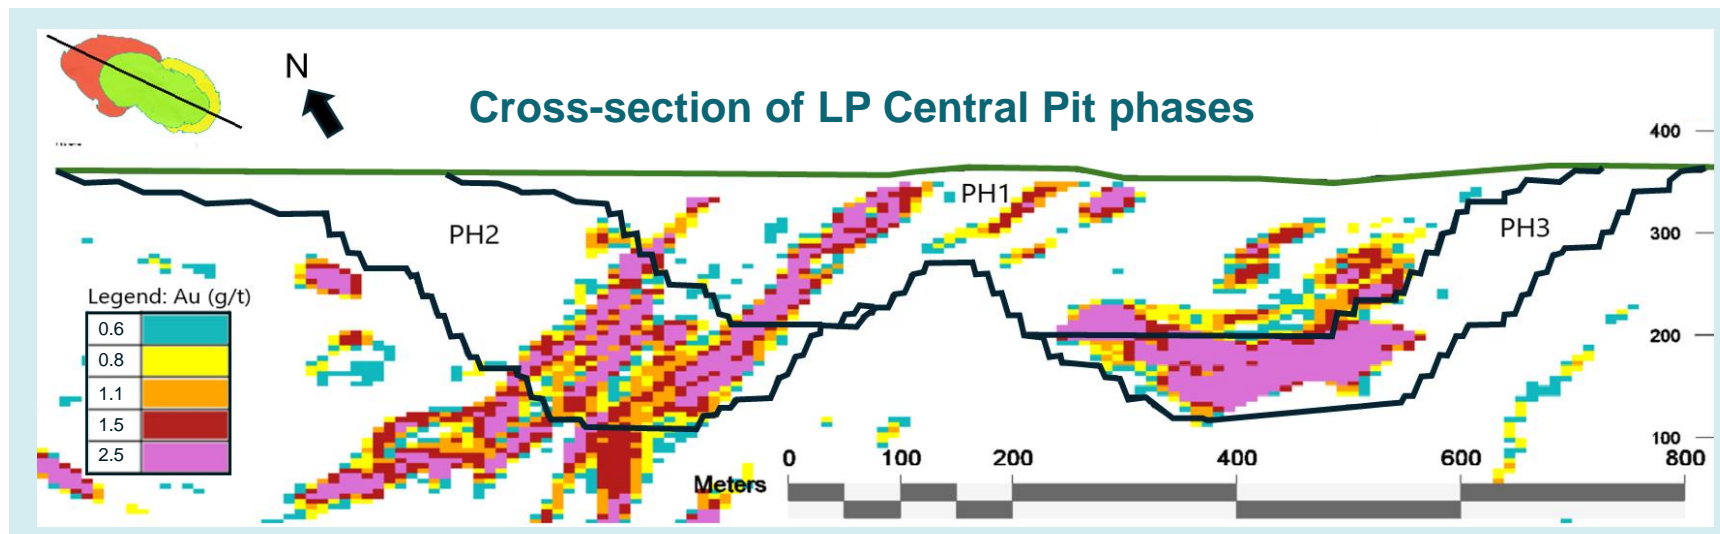 N
Cross-section of LP Central Pit phases
400
PH1
PH2
PH3
300
Legend: Au (g/t)
0.6
0.8
1.1
1.5
2.5
200
100
0 100 200 400 600 800
Meters